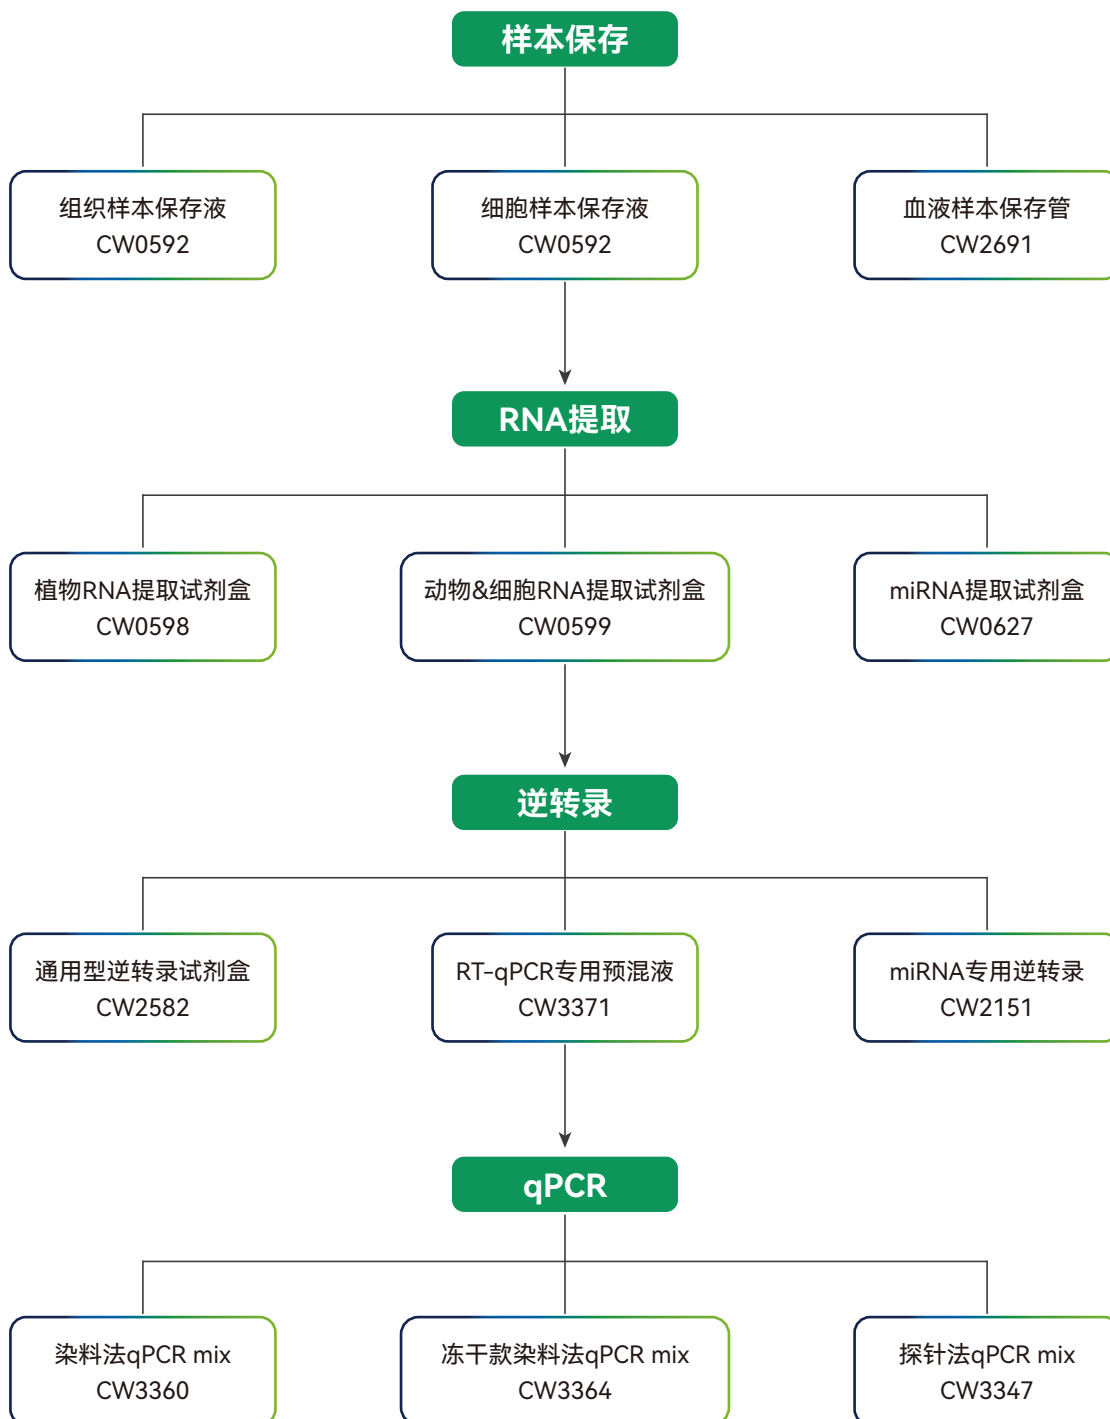 样本保存
组织样本保存液
CW0592
细胞样本保存液
CW0592
血液样本保存管
CW2691
RNA提取
植物RNA提取试剂盒
CW0598
动物&细胞RNA提取试剂盒
CW0599
miRNA提取试剂盒
CW0627
逆转录
通用型逆转录试剂盒
CW2582
RT-qPCR专用预混液
CW3371
miRNA专用逆转录
CW2151
qPCR
染料法qPCR mix
CW3360
冻干款染料法qPCR mix
CW3364
探针法qPCR mix
CW3347